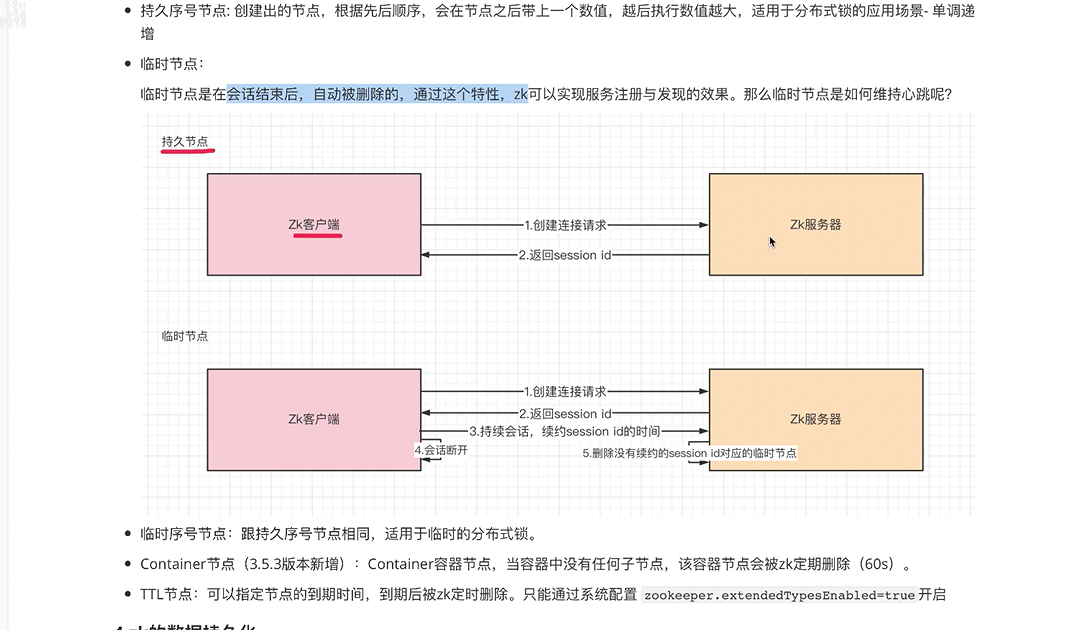 持久序号节点: 创建出的节点，根据先后顺序，会在节点之后带上一个数值，越后执行数值越大，适用于分布式锁的应用场景- 单调递
增
临时节点：
临时节点是在会话结束后，自动被删除的，通过这个特性，zk可以实现服务注册与发现的效果。那么临时节点是如何维持心跳呢？
持久节点
Zk客户端
1.创建连接请求
Zk服务器
2.返回session id
临时节点
1.创建连接请求
2.返回session id
Zk客户端
Zk服务器
3.持续会话，续约session id的时间
4.会话断开
5.删除没有续约的session id对应的临时节点
临时序号节点：跟持久序号节点相同，适用于临时的分布式锁。
Container节点（3.5.3版本新增）：Container容器节点，当容器中没有任何子节点，该容器节点会被zk定期删除（60s）。
TTL节点：可以指定节点的到期时间，到期后被zk定时删除。只能通过系统配置 zookeeper.extendedTypesEnabled=true 开启
4.zk的数据持久化